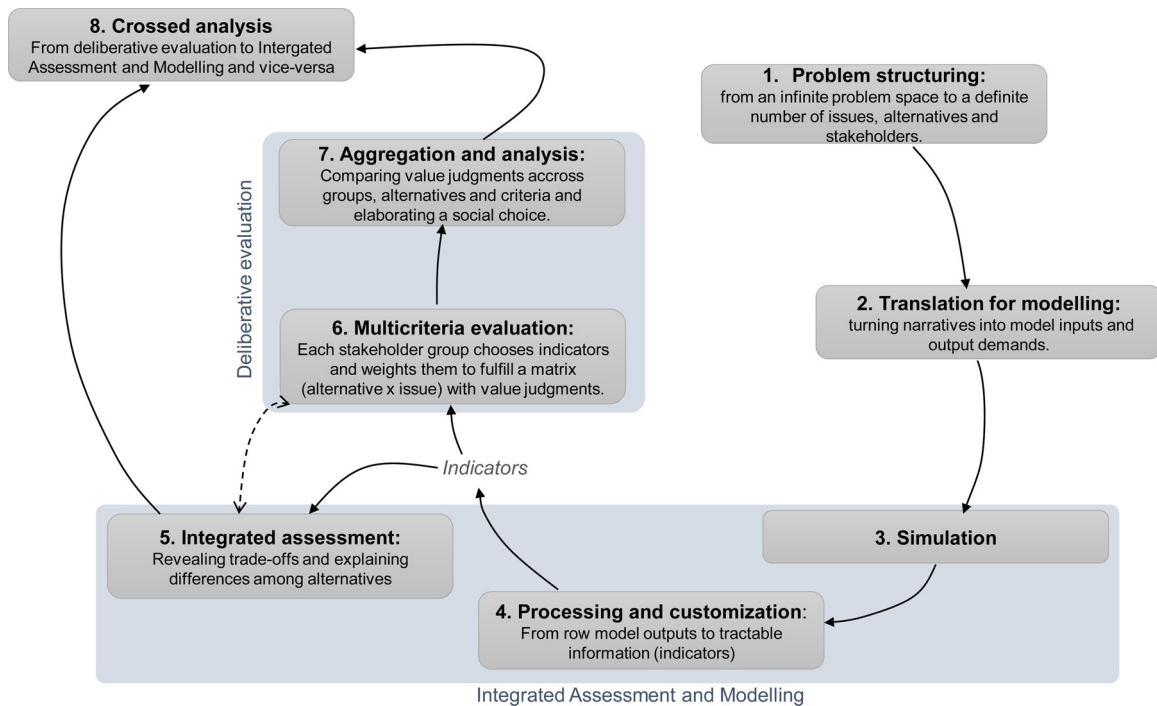 8. Crossed analysis
From deliberative evaluation to Intergated
Assessment and Modelling and vice-versa
1. Problem structuring:
from an infinite problem space to a definite
number of issues, alternatives and
stakeholders.
7. Aggregation and analysis:
Comparing value judgments accross
groups, alternatives and criteria and
elaborating a social choice.
Deliberative evaluation
2. Translation for modelling:
turning narratives into model inputs and
output demands.
6. Multicriteria evaluation:
Each stakeholder group chooses indicators
and weights them to fulfill a matrix
(alternative x issue) with value judgments.
Indicators
5. Integrated assessment:
Revealing trade-offs and explaining
differences among alternatives
3. Simulation
4. Processing and customization:
From row model outputs to tractable
information (indicators)
Integrated Assessment and Modelling